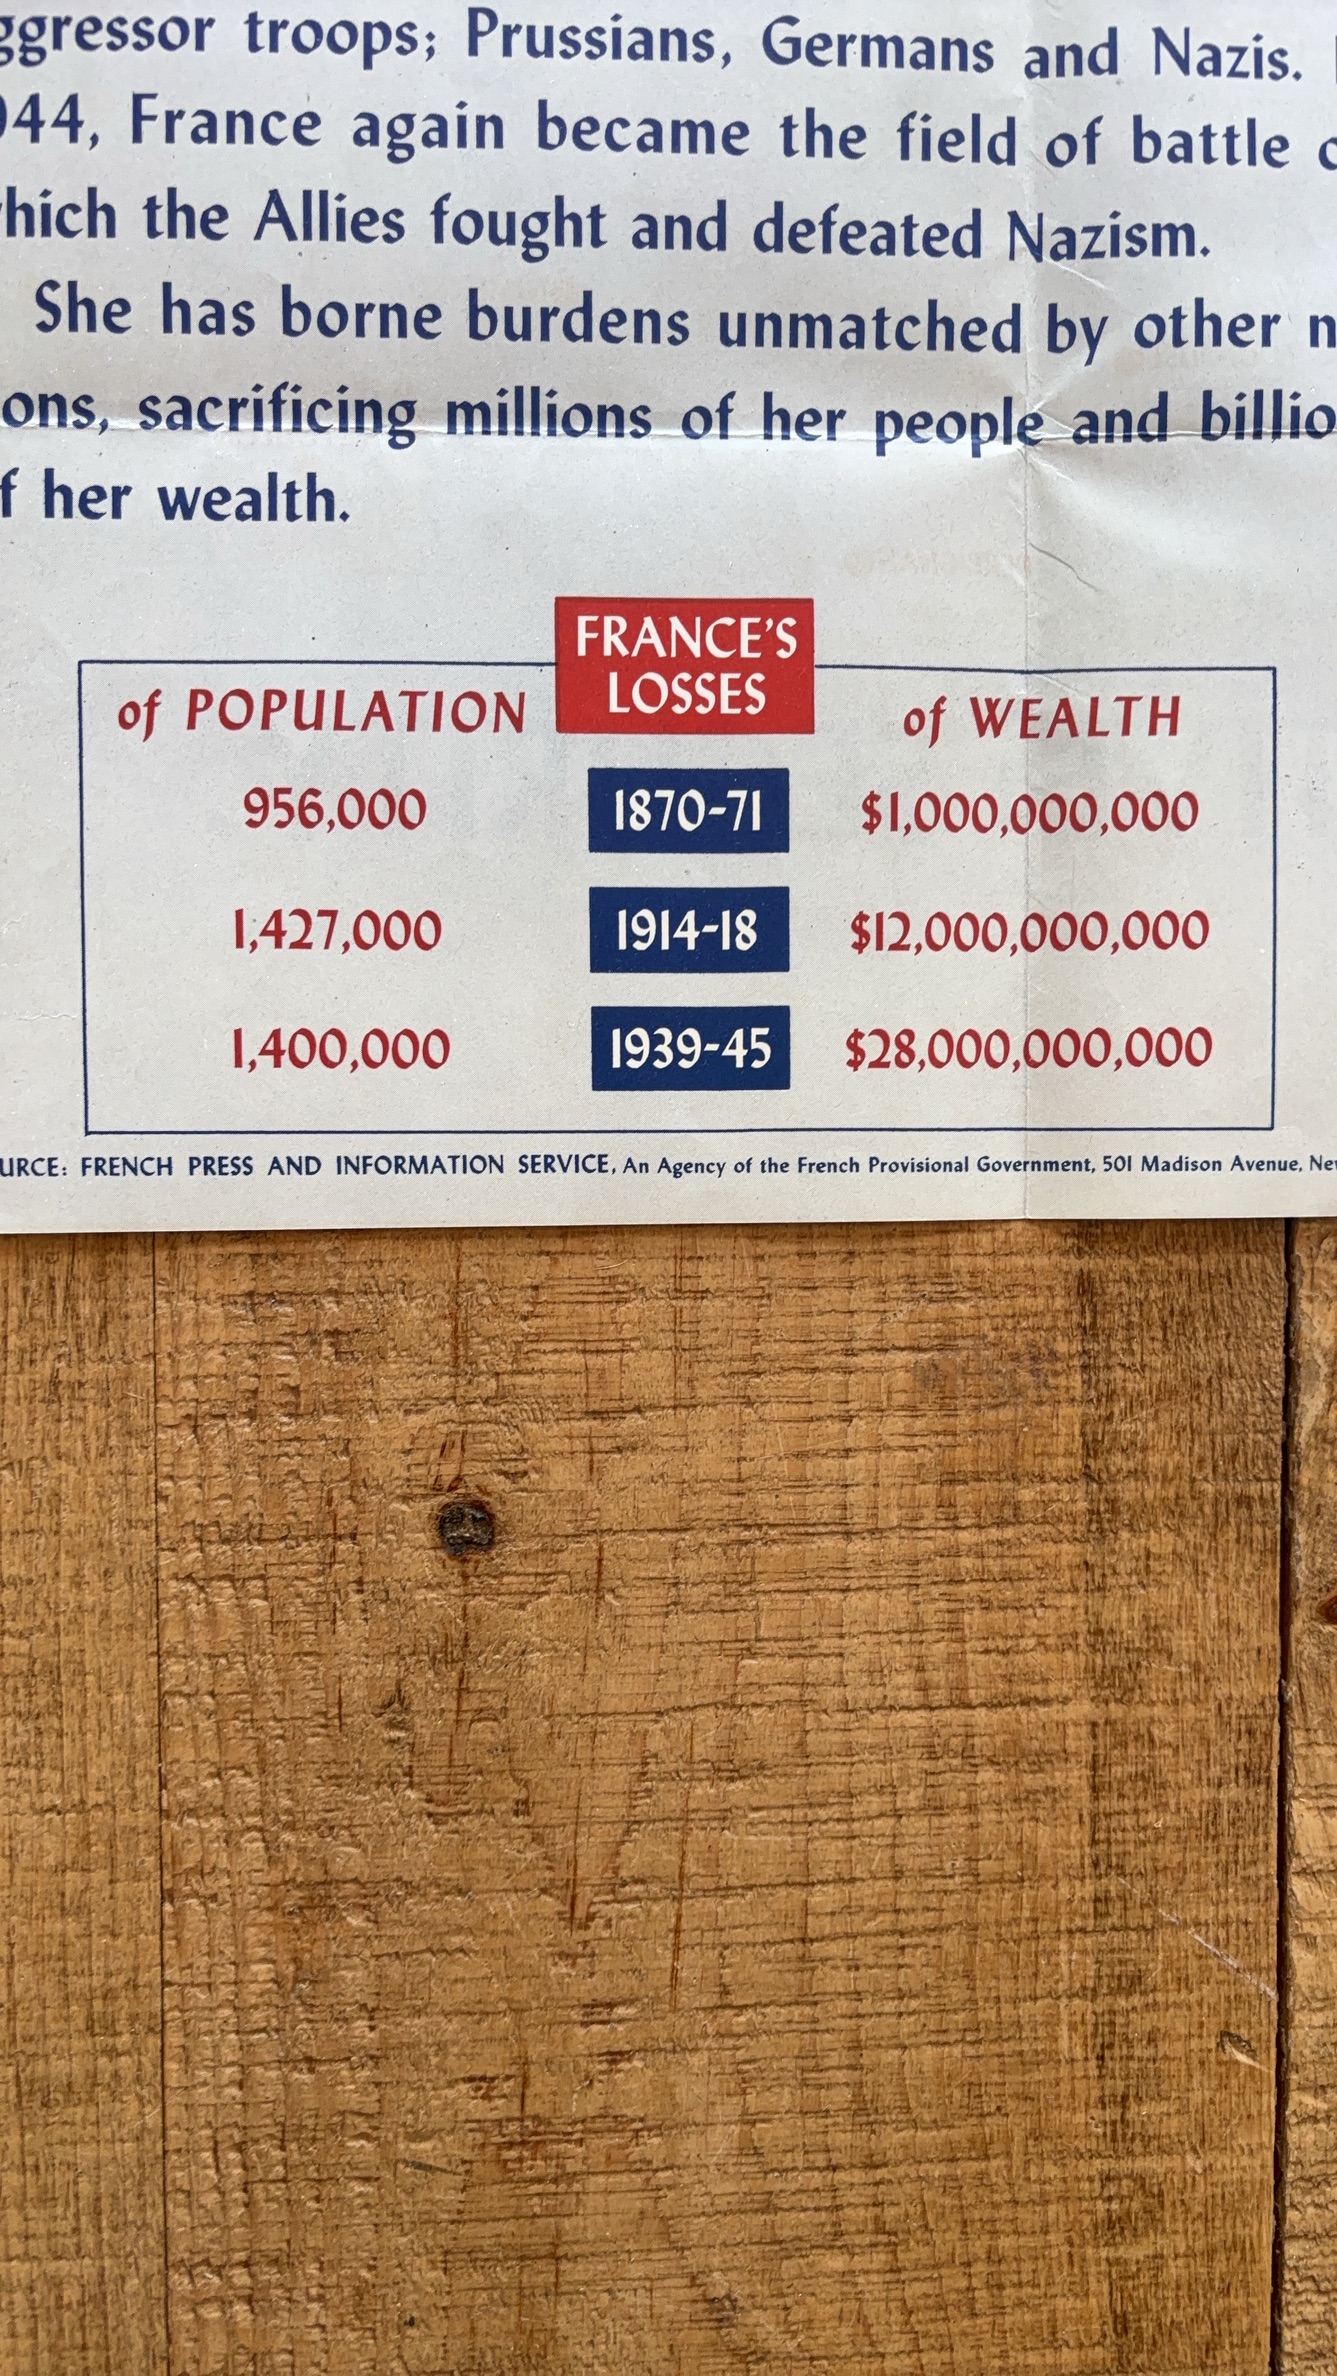 ggressor troops; Prussians, Germans and Nazis.
944, France again became the field of battle
which the Allies fought and defeated Nazism.
She has borne burdens unmatched by other n
ons, sacrificing millions of her people and billio
f her wealth.
FRANCE'S
LOSSES
of POPULATION of WEALTH
956,000 1870-71 $1,000,000,000
1,427,000 1914-18 $12,000,000,000
1,400,000 1939-45 $28,000,000,000
URCE: FRENCH PRESS AND INFORMATION SERVICE, An Agency of the French Provisional Government, 501 Madison Avenue, New